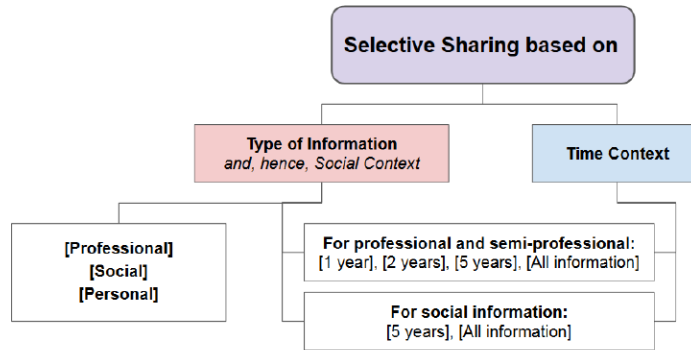 Selective Sharing based on
Type of Information
and, hence, Social Context
Time Context
[Professional]
[Social]
[Personal]
For professional and semi-professional:
[1 year], [2 years], [5 years], [All information]
For social information:
[5 years], [All information]